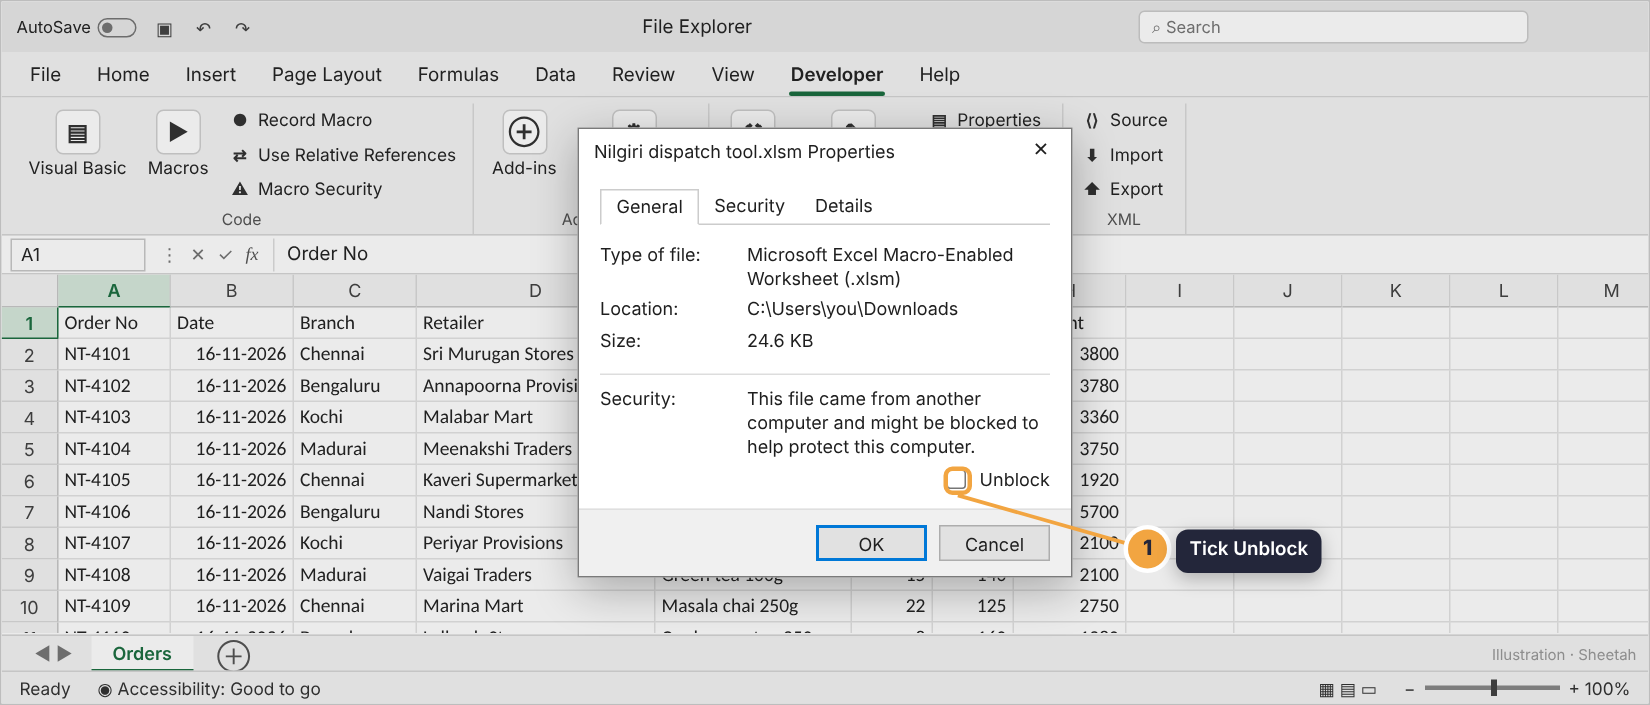 AutoSave
File Explorer
Search
File Home Insert Page Layout Formulas Data Review View Developer Help
Visual Basic
Macros
Record Macro
Use Relative References
Macro Security
Code
Add-ins
Properties
Source
Import
Export
XML
A1
fx
Order No
Nilgiri dispatch tool.xlsm Properties
General Security Details
Type of file: Microsoft Excel Macro-Enabled
Worksheet (.xlsm)
Location: C:\Users\you\Downloads
Size: 24.6 KB
Security: This file came from another
computer and might be blocked to
help protect this computer.
Unblock
OK Cancel
1 Tick Unblock
A B C D I J K L M
1 Order No Date Branch Retailer
2 NT-4101 16-11-2026 Chennai Sri Murugan Stores 3800
3 NT-4102 16-11-2026 Bengaluru Annapoorna 3780
4 NT-4103 16-11-2026 Kochi Malabar Mart 3360
5 NT-4104 16-11-2026 Madurai Meenakshi Traders 3750
6 NT-4105 16-11-2026 Chennai Kaveri Supermarket 1920
7 NT-4106 16-11-2026 Bengaluru Nandi Stores 5700
8 NT-4107 16-11-2026 Kochi Periyar Provisions 2100
9 NT-4108 16-11-2026 Madurai Vaigai Traders Green tea 100g 15 140 2100
10 NT-4109 16-11-2026 Chennai Marina Mart Masala chai 250g 22 125 2750
Orders
Illustration · Sheetah
Ready Accessibility: Good to go
− + 100%